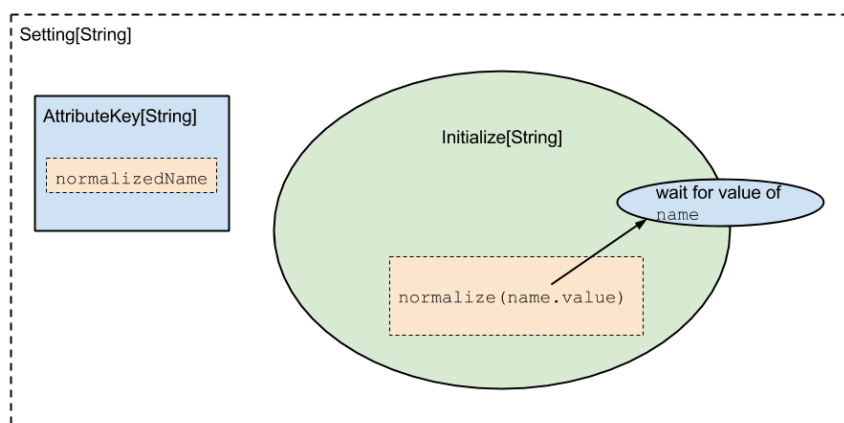 Setting[String]
AttributeKey[String]
normalizedName
Initialize[String]
wait for value of
name
normalize(name.value)